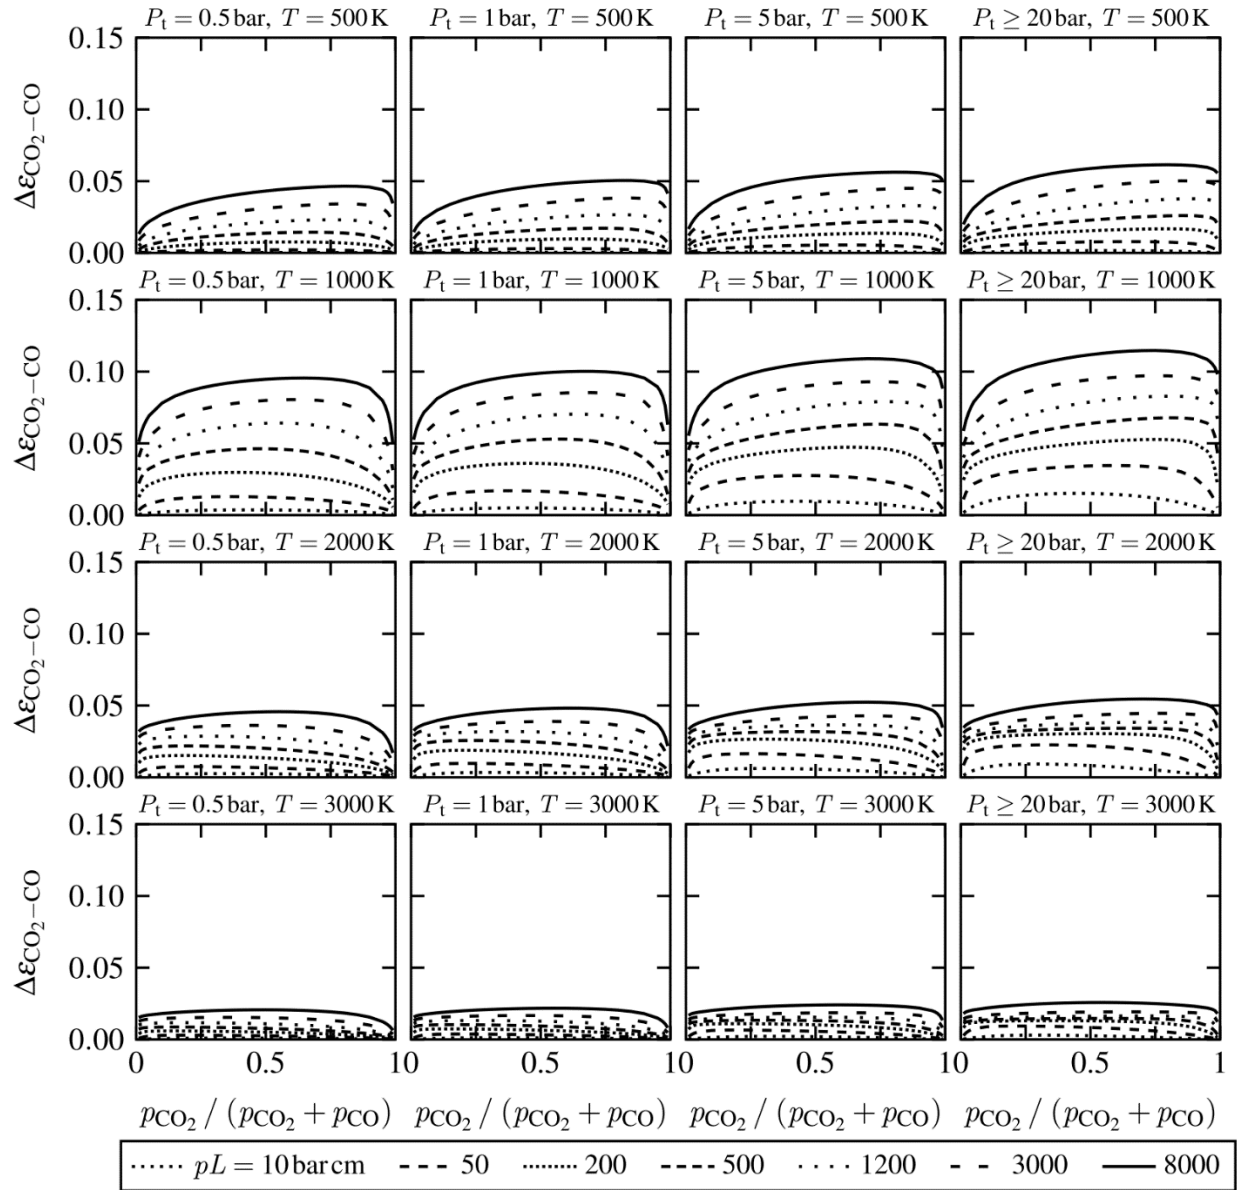 P_t = 0.5 bar, T = 500 K P_t = 1 bar, T = 500 K P_t = 5 bar, T = 500 K P_t ≥ 20 bar, T = 500 K
0.15
0.10
0.05
0.00
Δε_CO₂−CO
P_t = 0.5 bar, T = 1000 K P_t = 1 bar, T = 1000 K P_t = 5 bar, T = 1000 K P_t ≥ 20 bar, T = 1000 K
0.15
0.10
0.05
0.00
Δε_CO₂−CO
P_t = 0.5 bar, T = 2000 K P_t = 1 bar, T = 2000 K P_t = 5 bar, T = 2000 K P_t ≥ 20 bar, T = 2000 K
0.15
0.10
0.05
0.00
Δε_CO₂−CO
P_t = 0.5 bar, T = 3000 K P_t = 1 bar, T = 3000 K P_t = 5 bar, T = 3000 K P_t ≥ 20 bar, T = 3000 K
0.15
0.10
0.05
0.00
Δε_CO₂−CO
0 0.5 10 0.5 10 0.5 10 0.5 1
p_CO₂ / (p_CO₂ + p_CO) p_CO₂ / (p_CO₂ + p_CO) p_CO₂ / (p_CO₂ + p_CO) p_CO₂ / (p_CO₂ + p_CO)
pL = 10 bar cm 50 200 500 1200 3000 8000